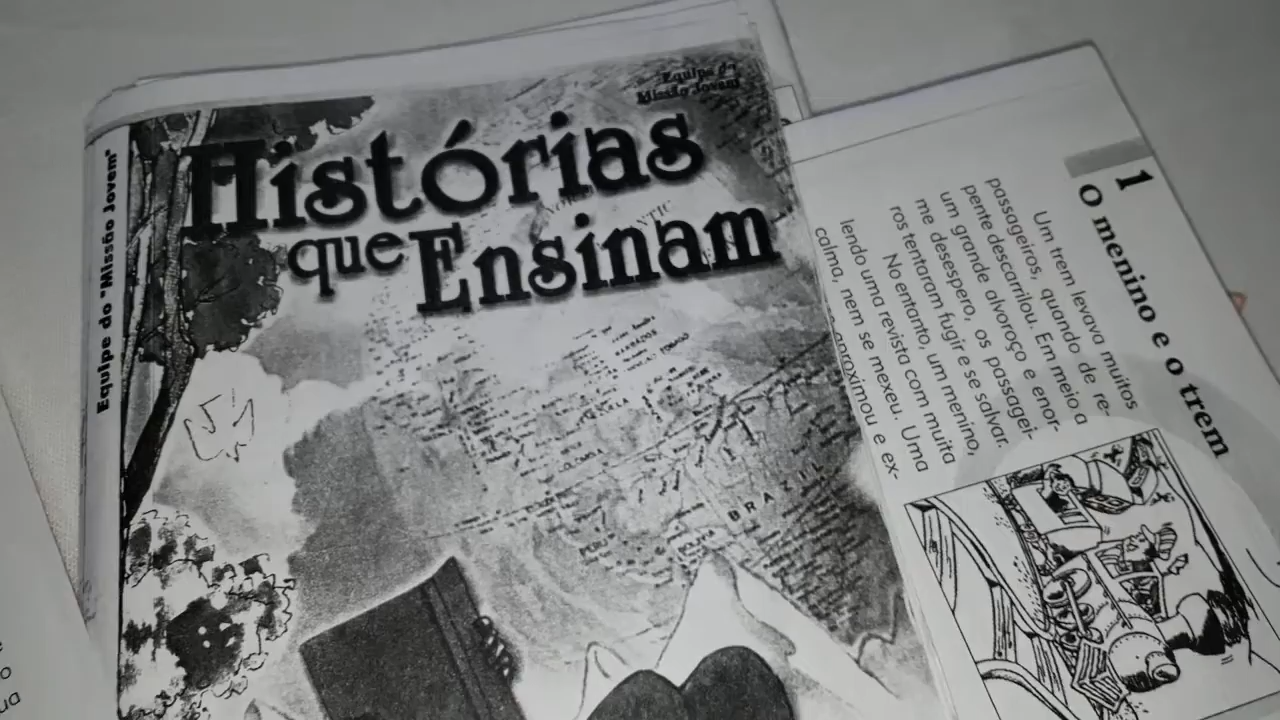 Equipe do
Missão Jovem
Histórias
que Ensinam
Equipe do "Missão Jovem"
BRAZIL
1
O menino e o trem
Um trem levava muitos
passageiros, quando de re-
pente descarrilou. Em meio a
um grande alvoroço e enor-
me desespero, os passagei-
ros tentaram fugir e se salvar.
No entanto, um menino,
lendo uma revista com muita
calma, nem se mexeu. Uma
aproximou e ex-